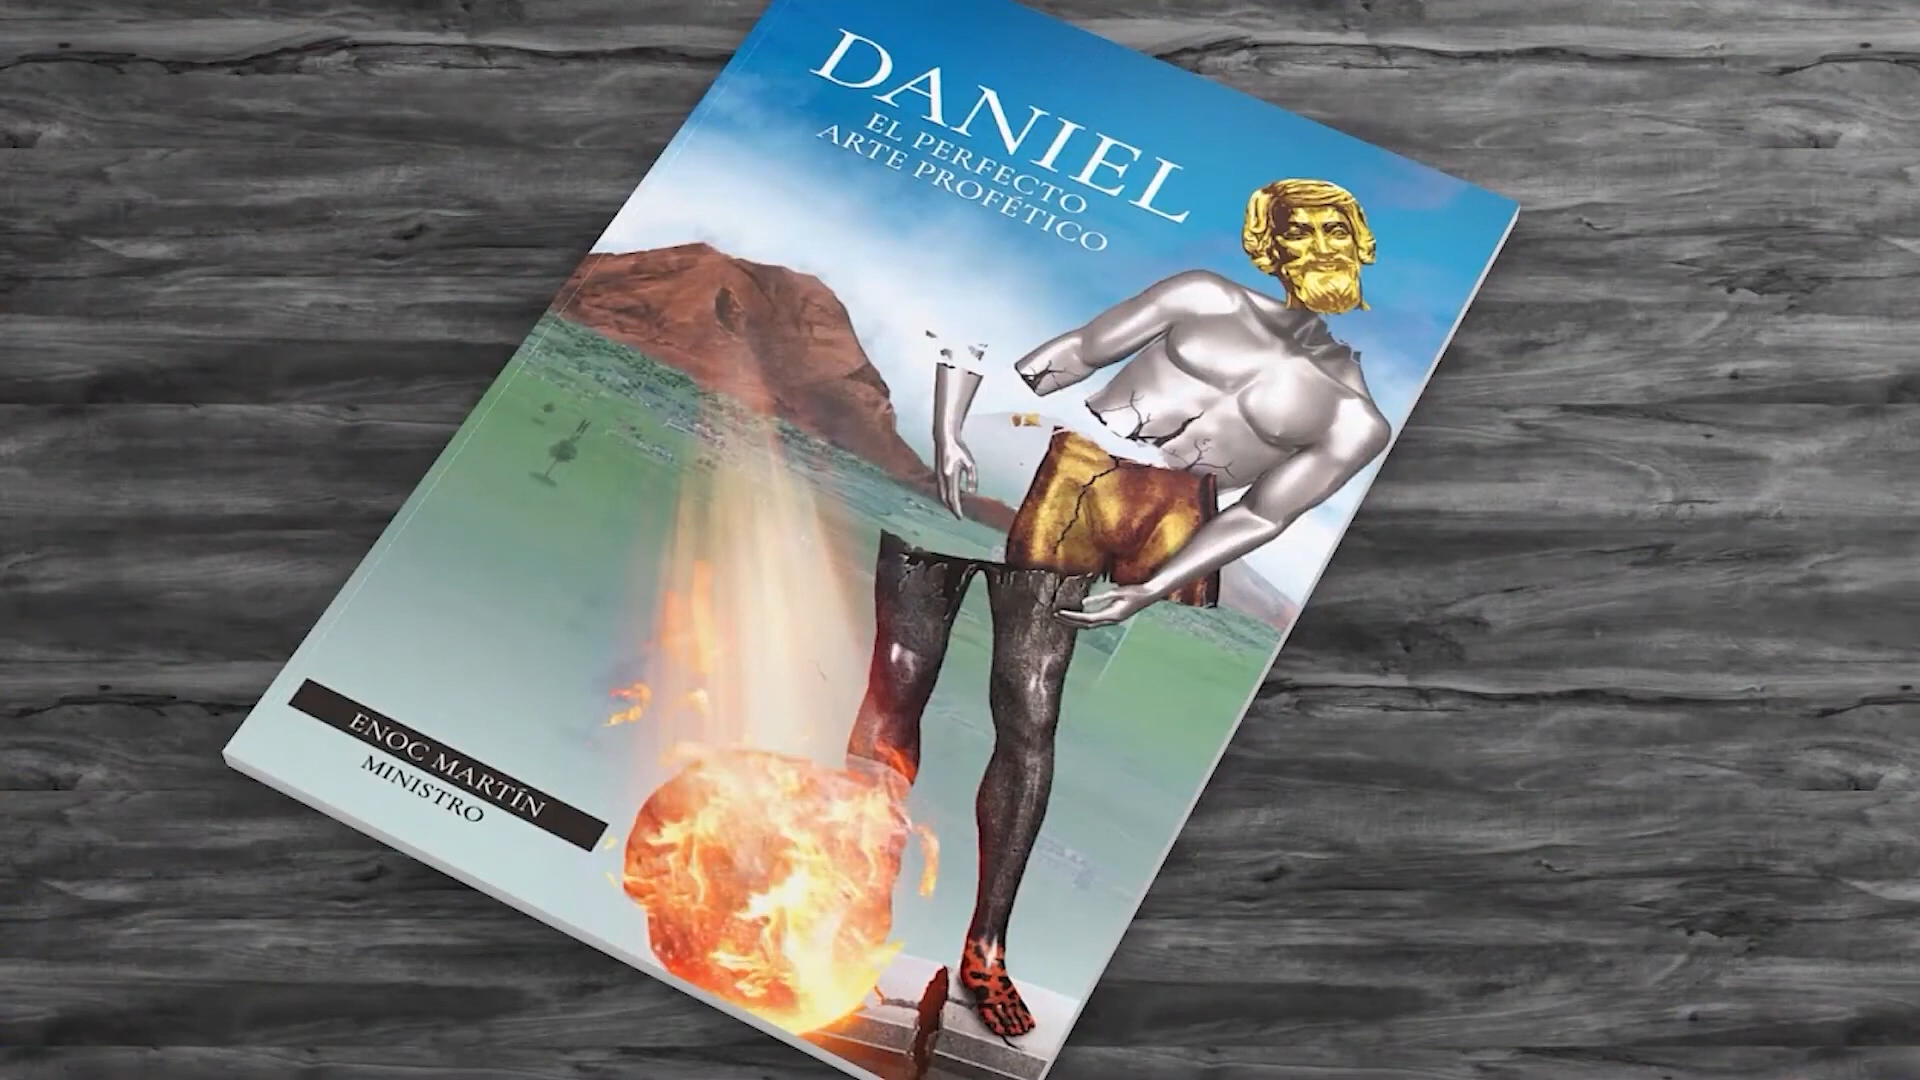 DANIEL
EL PERFECTO
ARTE PROFÉTICO
ENOC MARTÍN
MINISTRO